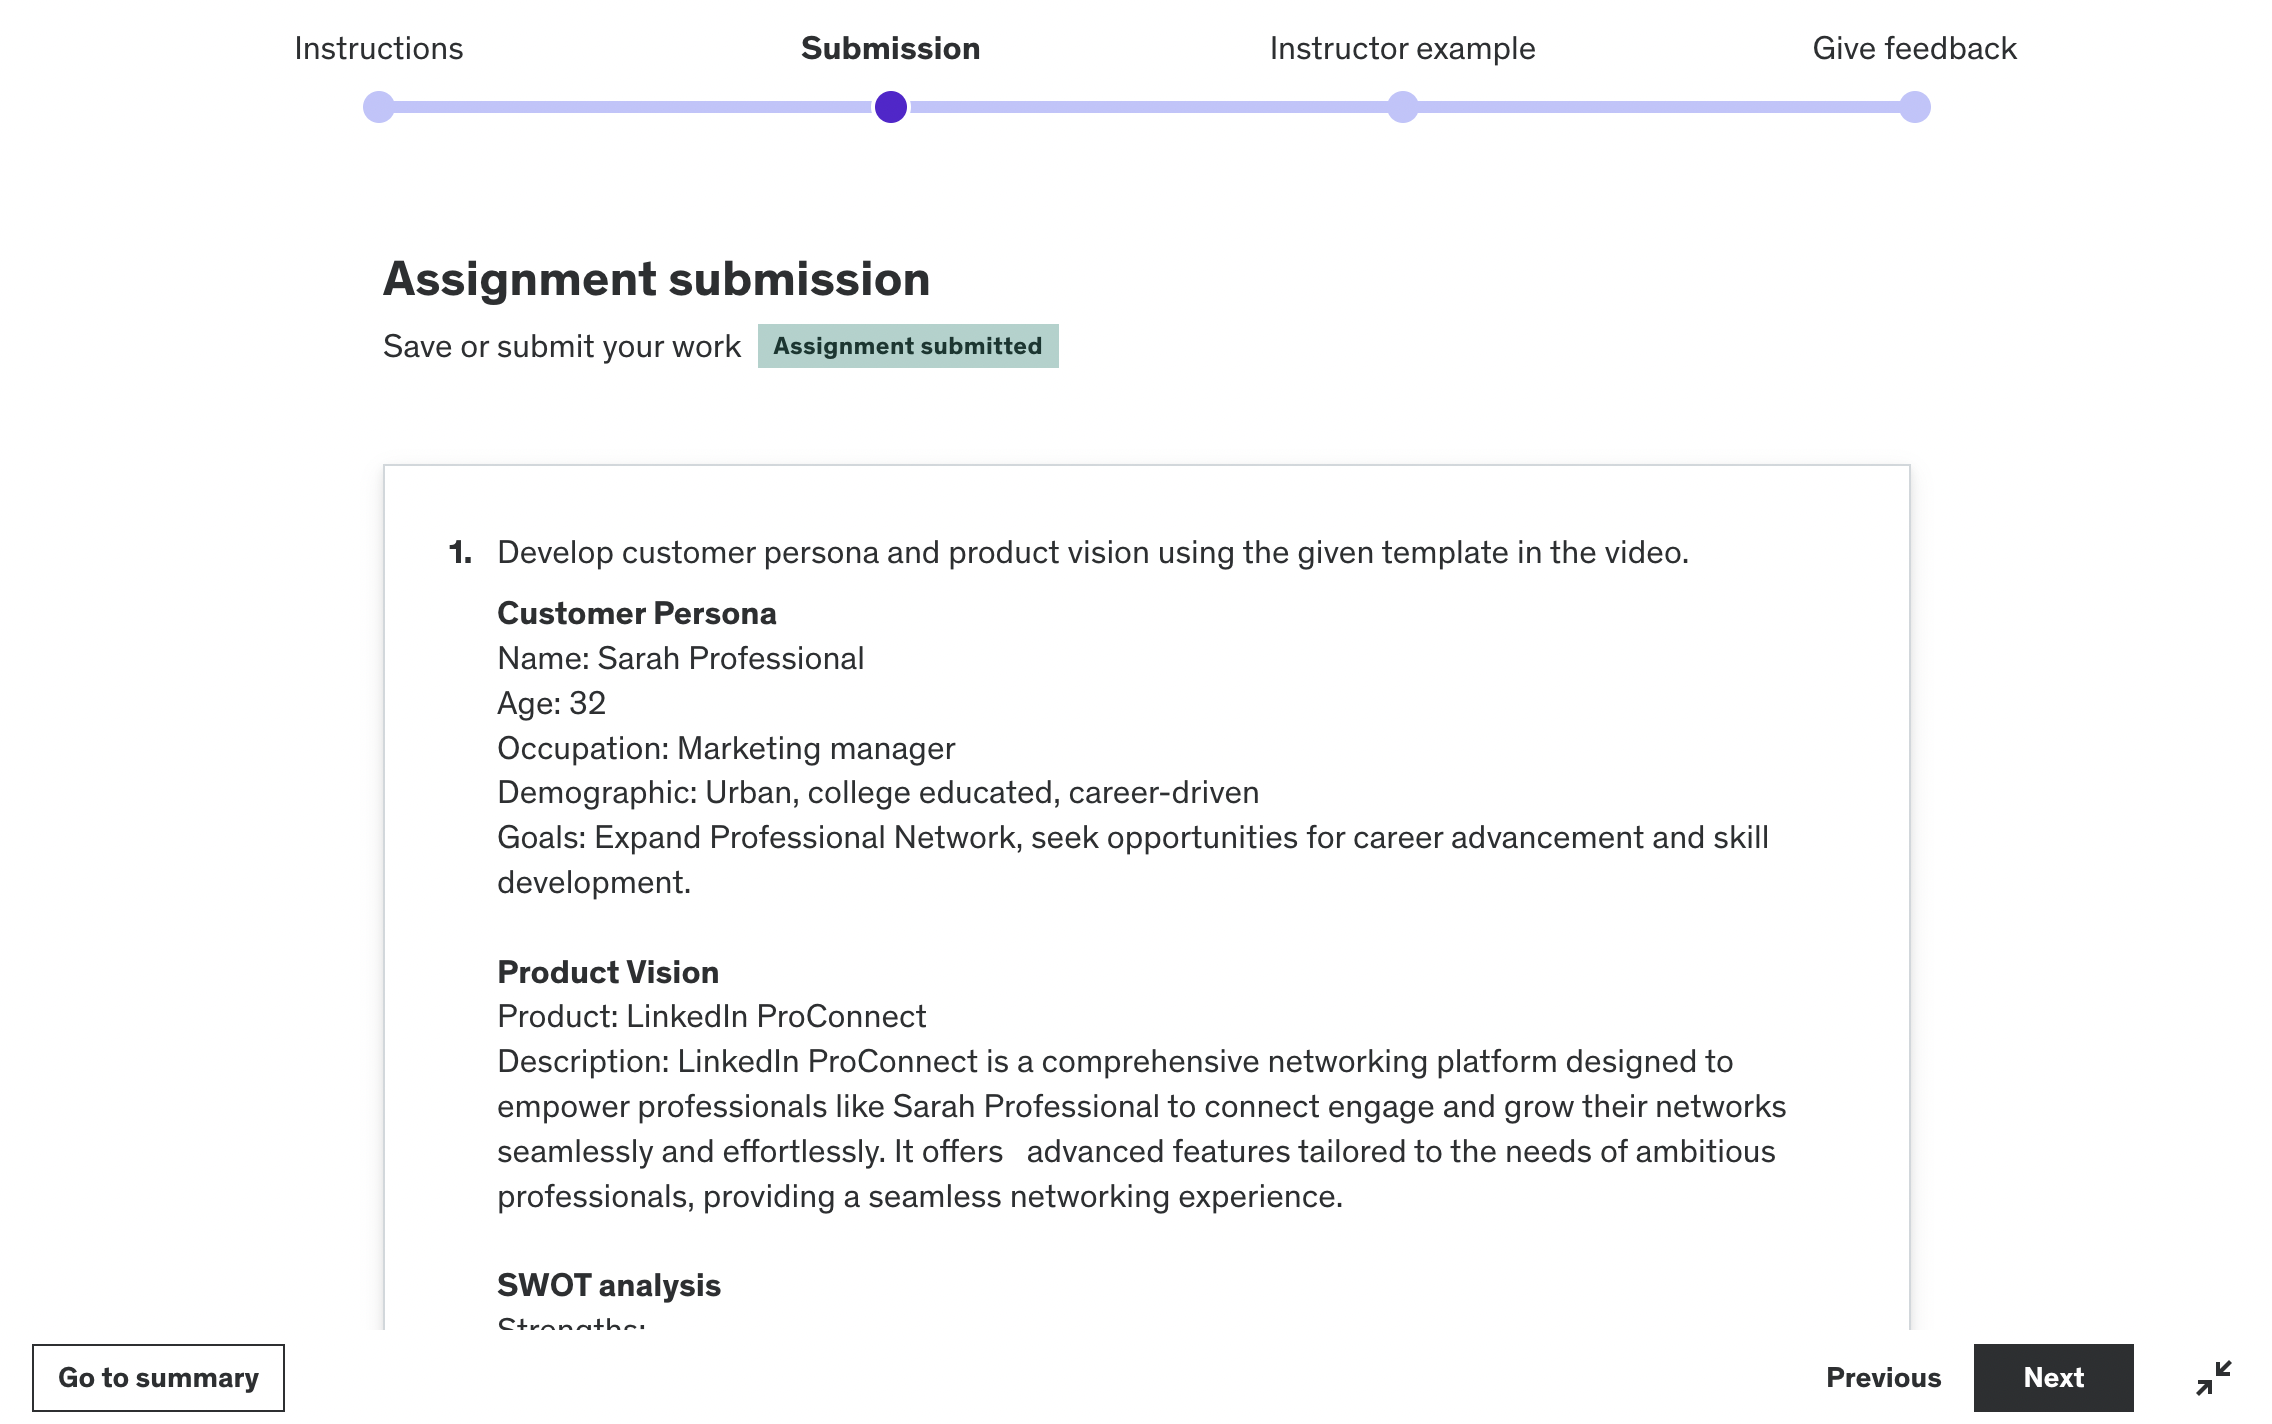 Instructions
Submission
Instructor example
Give feedback
Assignment submission
Save or submit your work
Assignment submitted
1. Develop customer persona and product vision using the given template in the video.
Customer Persona
Name: Sarah Professional
Age: 32
Occupation: Marketing manager
Demographic: Urban, college educated, career-driven
Goals: Expand Professional Network, seek opportunities for career advancement and skill
development.
Product Vision
Product: LinkedIn ProConnect
Description: LinkedIn ProConnect is a comprehensive networking platform designed to
empower professionals like Sarah Professional to connect engage and grow their networks
seamlessly and effortlessly. It offers   advanced features tailored to the needs of ambitious
professionals, providing a seamless networking experience.
SWOT analysis
Strengths:
Go to summary
Previous
Next